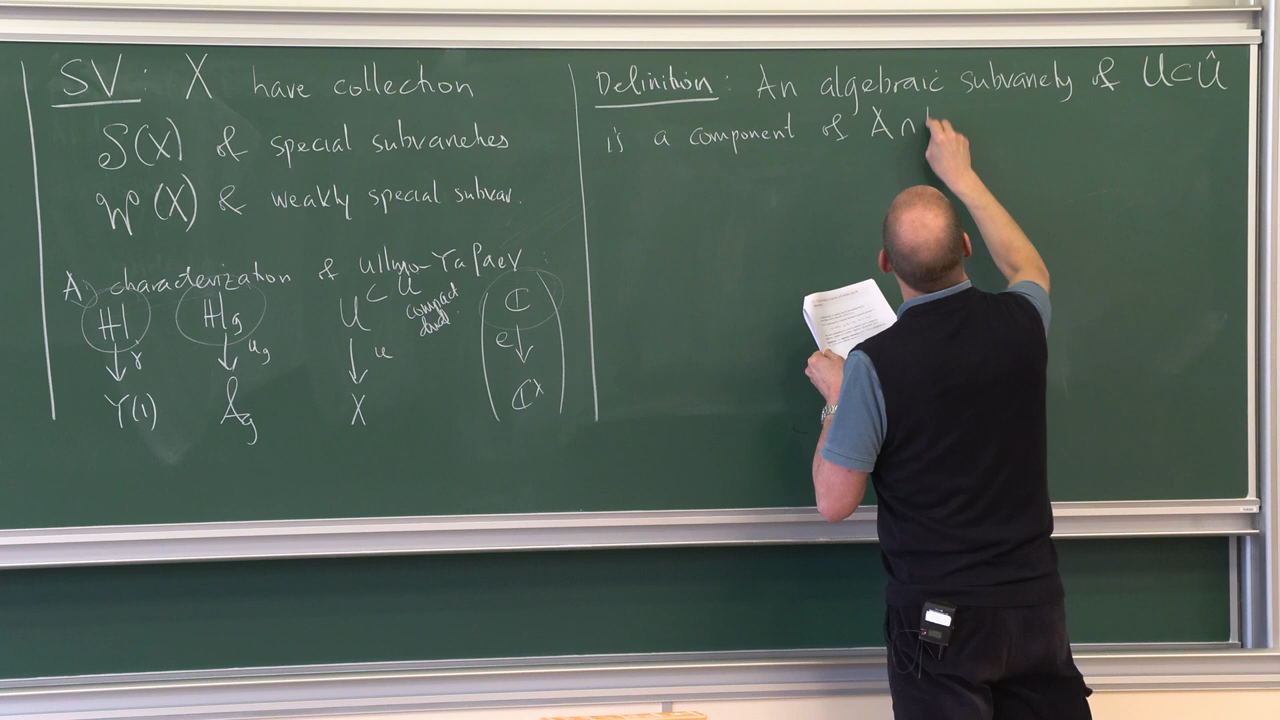 SV: X have collection
S(X) of special subvarieties
W(X) of weakly special subvar.
A characterization of Ullmo-Yafaev:
ℍ ℍg U ⊂ Û compact dual. ℂ
↓ j ↓ ug ↓ u e ↓
Y(1) Ag X ℂ×
Definition: An algebraic subvariety of U⊂Û
is a component of A∩